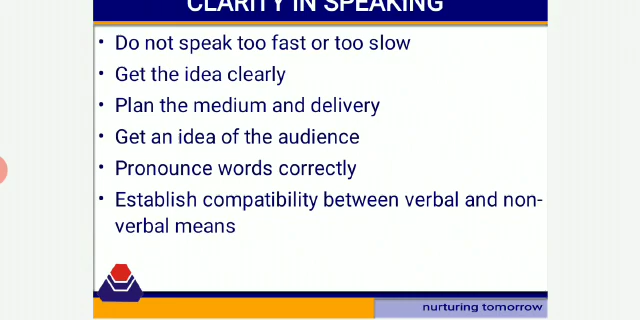 CLARITY IN SPEAKING
• Do not speak too fast or too slow
• Get the idea clearly
• Plan the medium and delivery
• Get an idea of the audience
• Pronounce words correctly
• Establish compatibility between verbal and non-
verbal means
nurturing tomorrow